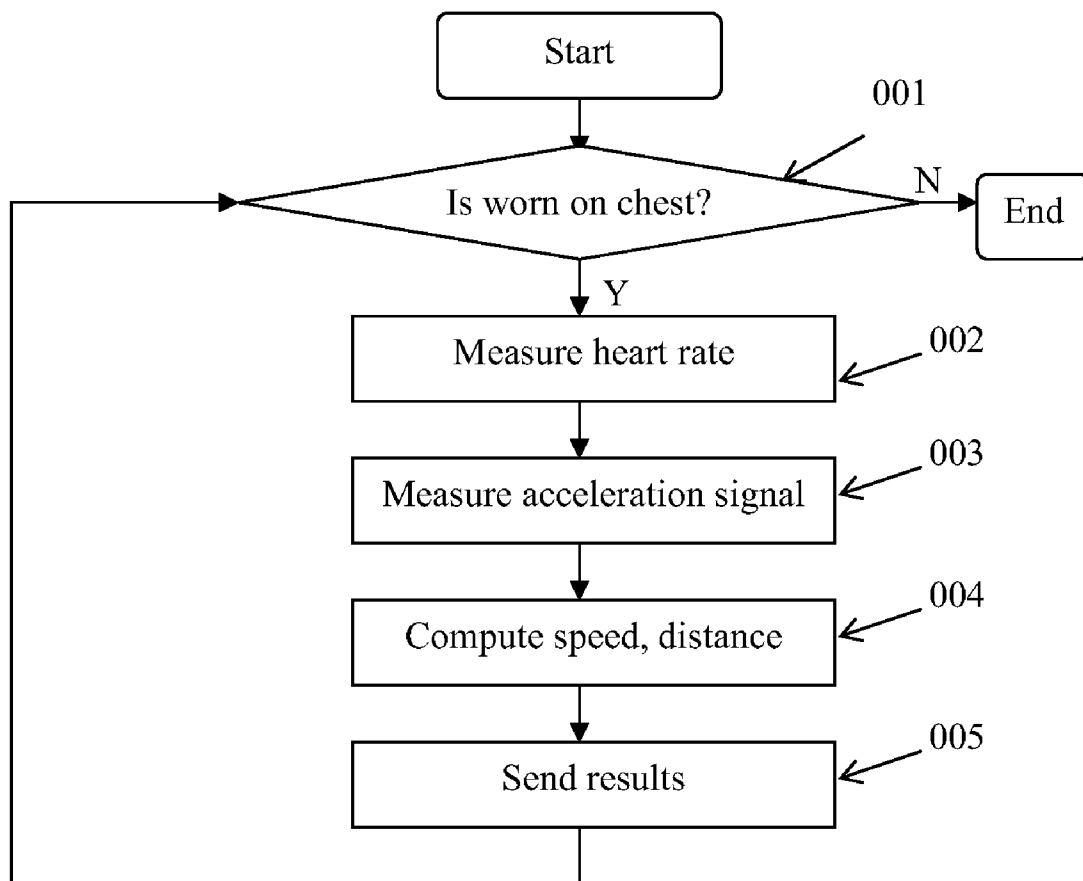 Start
001
Is worn on chest?
N
End
Y
Measure heart rate
002
Measure acceleration signal
003
Compute speed, distance
004
Send results
005